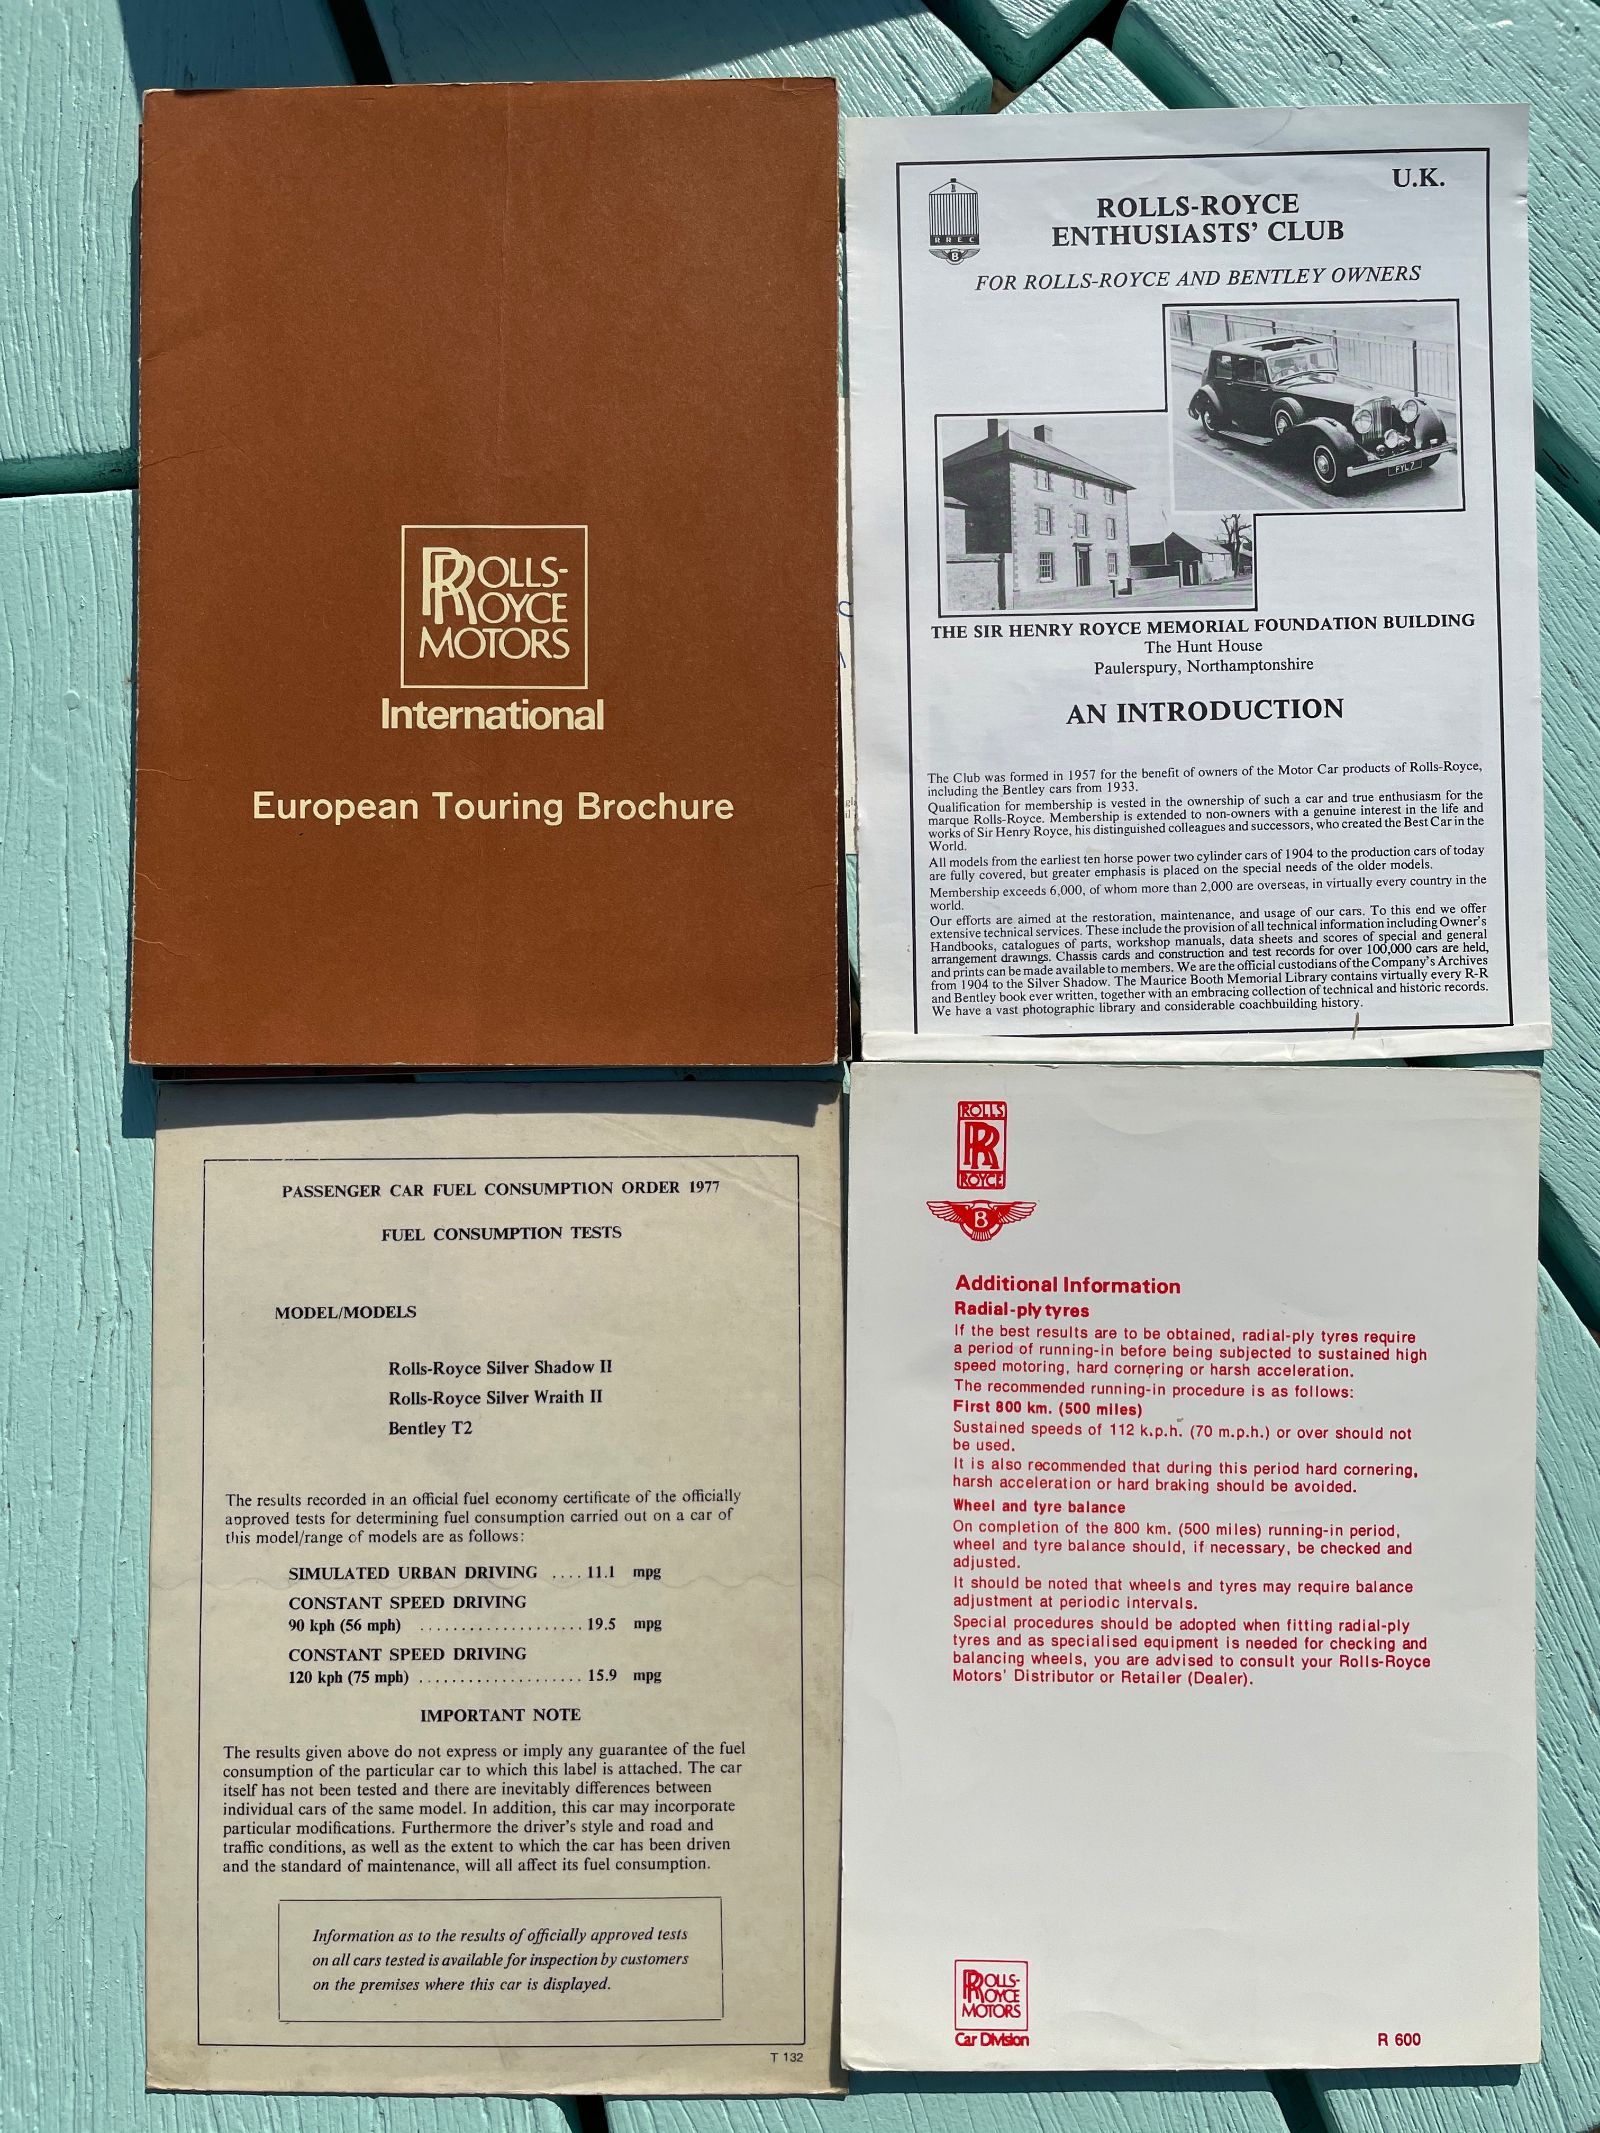 ROLLS-
ROYCE
MOTORS
International
European Touring Brochure
U.K.
R R E C
B
ROLLS-ROYCE
ENTHUSIASTS' CLUB
FOR ROLLS-ROYCE AND BENTLEY OWNERS
FYL 7
THE SIR HENRY ROYCE MEMORIAL FOUNDATION BUILDING
The Hunt House
Paulerspury, Northamptonshire
AN INTRODUCTION
The Club was formed in 1957 for the benefit of owners of the Motor Car products of Rolls-Royce,
including the Bentley cars from 1933.
Qualification for membership is vested in the ownership of such a car and true enthusiasm for the
marque Rolls-Royce. Membership is extended to non-owners with a genuine interest in the life and
works of Sir Henry Royce, his distinguished colleagues and successors, who created the Best Car in the
World.
All models from the earliest ten horse power two cylinder cars of 1904 to the production cars of today
are fully covered, but greater emphasis is placed on the special needs of the older models.
Membership exceeds 6,000, of whom more than 2,000 are overseas, in virtually every country in the
world.
Our efforts are aimed at the restoration, maintenance, and usage of our cars. To this end we offer
extensive technical services. These include the provision of all technical information including Owner's
Handbooks, catalogues of parts, workshop manuals, data sheets and scores of special and general
arrangement drawings. Chassis cards and construction and test records for over 100,000 cars are held,
and prints can be made available to members. We are the official custodians of the Company's Archives
from 1904 to the Silver Shadow. The Maurice Booth Memorial Library contains virtually every R-R
and Bentley book ever written, together with an embracing collection of technical and historic records.
We have a vast photographic library and considerable coachbuilding history.
PASSENGER CAR FUEL CONSUMPTION ORDER 1977
FUEL CONSUMPTION TESTS
MODEL/MODELS
Rolls-Royce Silver Shadow II
Rolls-Royce Silver Wraith II
Bentley T2
The results recorded in an official fuel economy certificate of the officially
approved tests for determining fuel consumption carried out on a car of
this model/range of models are as follows:
SIMULATED URBAN DRIVING .... 11.1 mpg
CONSTANT SPEED DRIVING
90 kph (56 mph) .................... 19.5 mpg
CONSTANT SPEED DRIVING
120 kph (75 mph) .................... 15.9 mpg
IMPORTANT NOTE
The results given above do not express or imply any guarantee of the fuel
consumption of the particular car to which this label is attached. The car
itself has not been tested and there are inevitably differences between
individual cars of the same model. In addition, this car may incorporate
particular modifications. Furthermore the driver's style and road and
traffic conditions, as well as the extent to which the car has been driven
and the standard of maintenance, will all affect its fuel consumption.
Information as to the results of officially approved tests
on all cars tested is available for inspection by customers
on the premises where this car is displayed.
T 132
ROLLS
RR
ROYCE
B
Additional Information
Radial-ply tyres
If the best results are to be obtained, radial-ply tyres require
a period of running-in before being subjected to sustained high
speed motoring, hard cornering or harsh acceleration.
The recommended running-in procedure is as follows:
First 800 km. (500 miles)
Sustained speeds of 112 k.p.h. (70 m.p.h.) or over should not
be used.
It is also recommended that during this period hard cornering,
harsh acceleration or hard braking should be avoided.
Wheel and tyre balance
On completion of the 800 km. (500 miles) running-in period,
wheel and tyre balance should, if necessary, be checked and
adjusted.
It should be noted that wheels and tyres may require balance
adjustment at periodic intervals.
Special procedures should be adopted when fitting radial-ply
tyres and as specialised equipment is needed for checking and
balancing wheels, you are advised to consult your Rolls-Royce
Motors' Distributor or Retailer (Dealer).
ROLLS-
ROYCE
MOTORS
Car Division
R 600